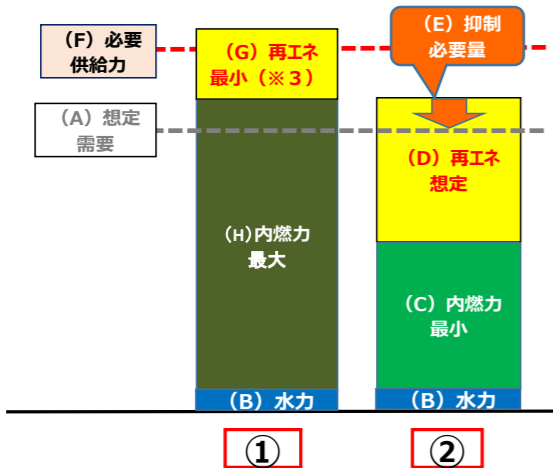 （F）必要
供給力
（G）再エネ
最小（※３）
（E）抑制
必要量
（A）想定
需要
（D）再エネ
想定
（H）内燃力
最大
（C）内燃力
最小
（B）水力
（B）水力
①
②